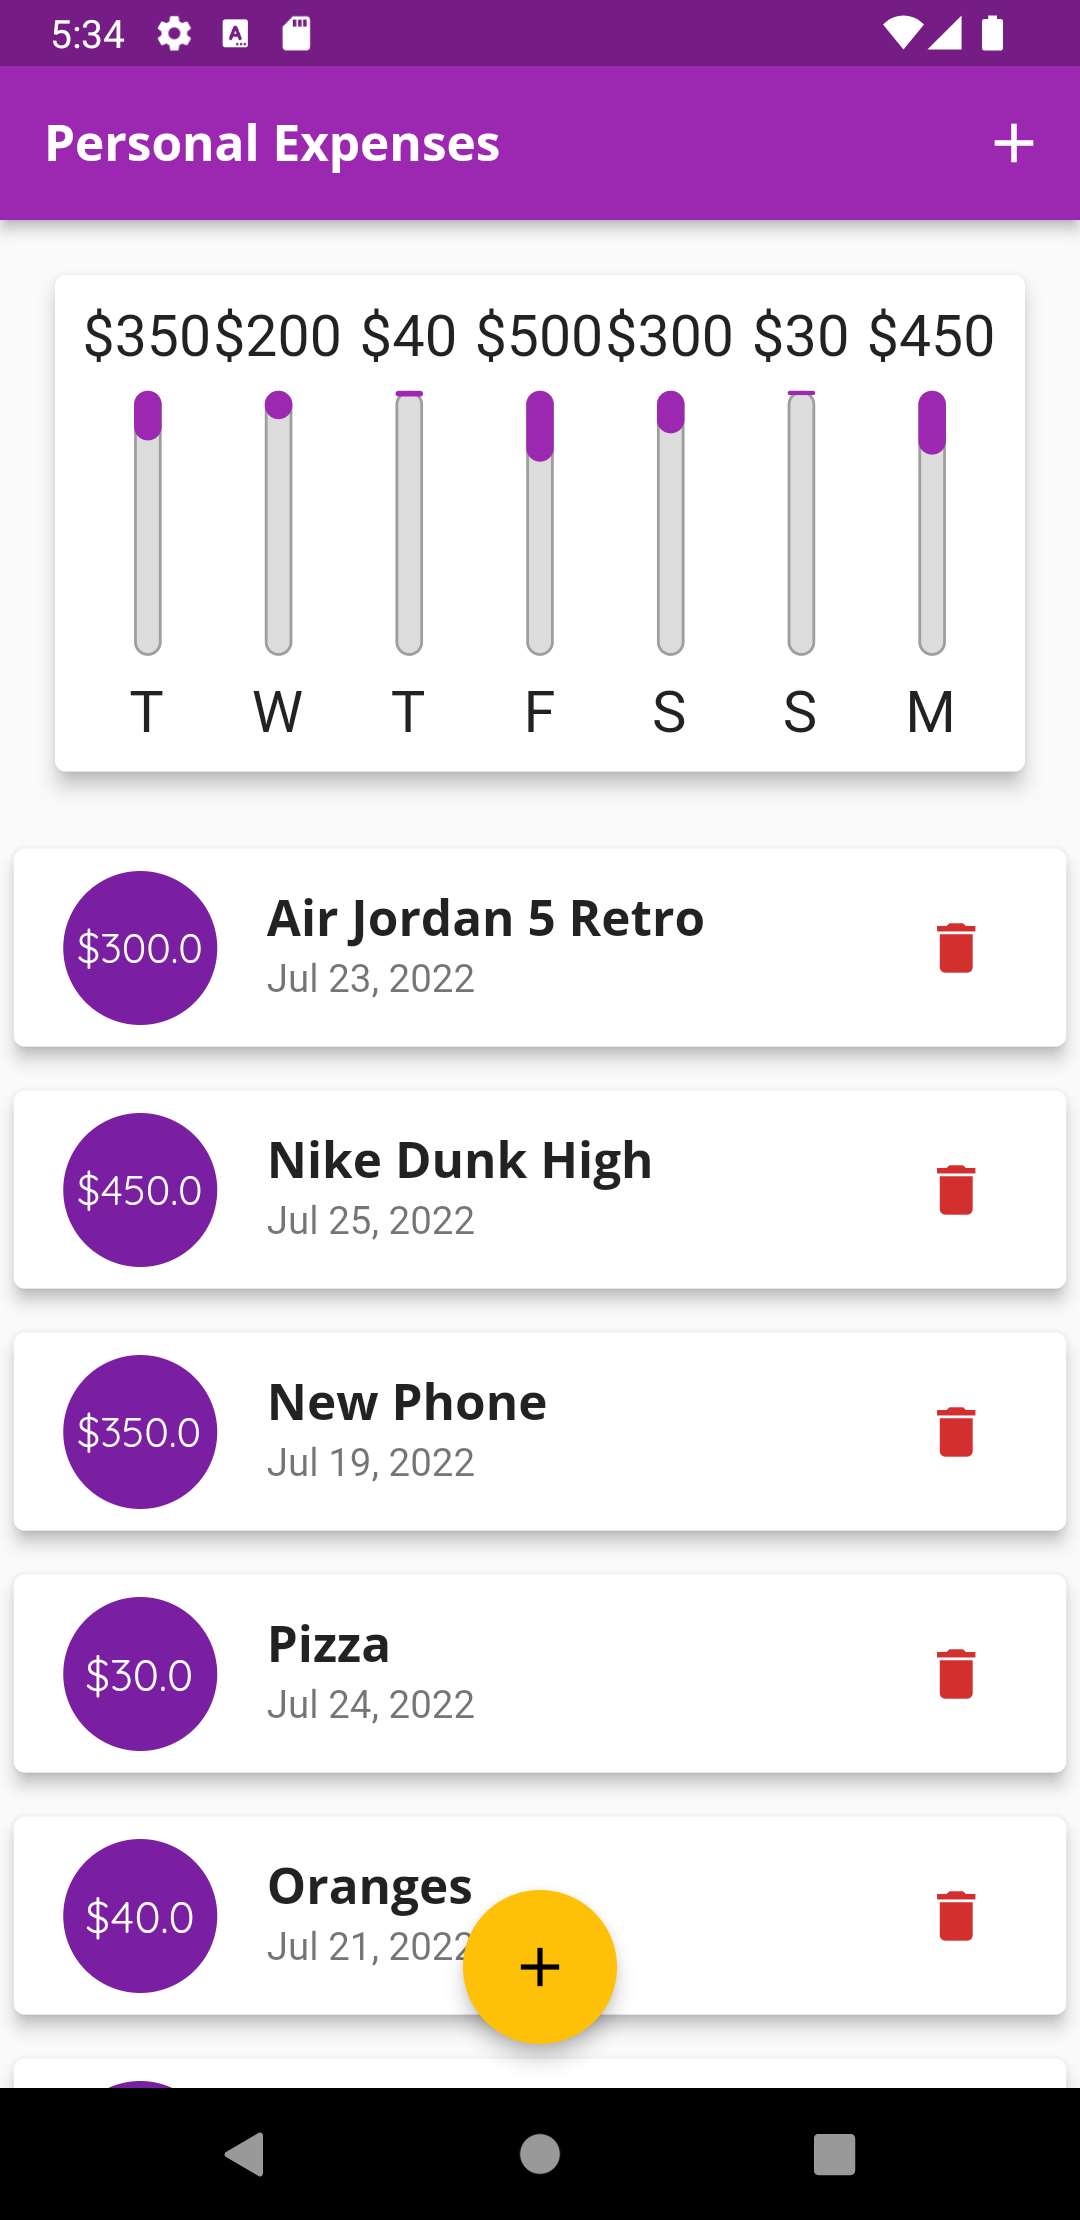 5:34
Personal Expenses
$350 $200 $40 $500 $300 $30 $450
T W T F S S M
$300.0
Air Jordan 5 Retro
Jul 23, 2022
$450.0
Nike Dunk High
Jul 25, 2022
$350.0
New Phone
Jul 19, 2022
$30.0
Pizza
Jul 24, 2022
$40.0
Oranges
Jul 21, 2022